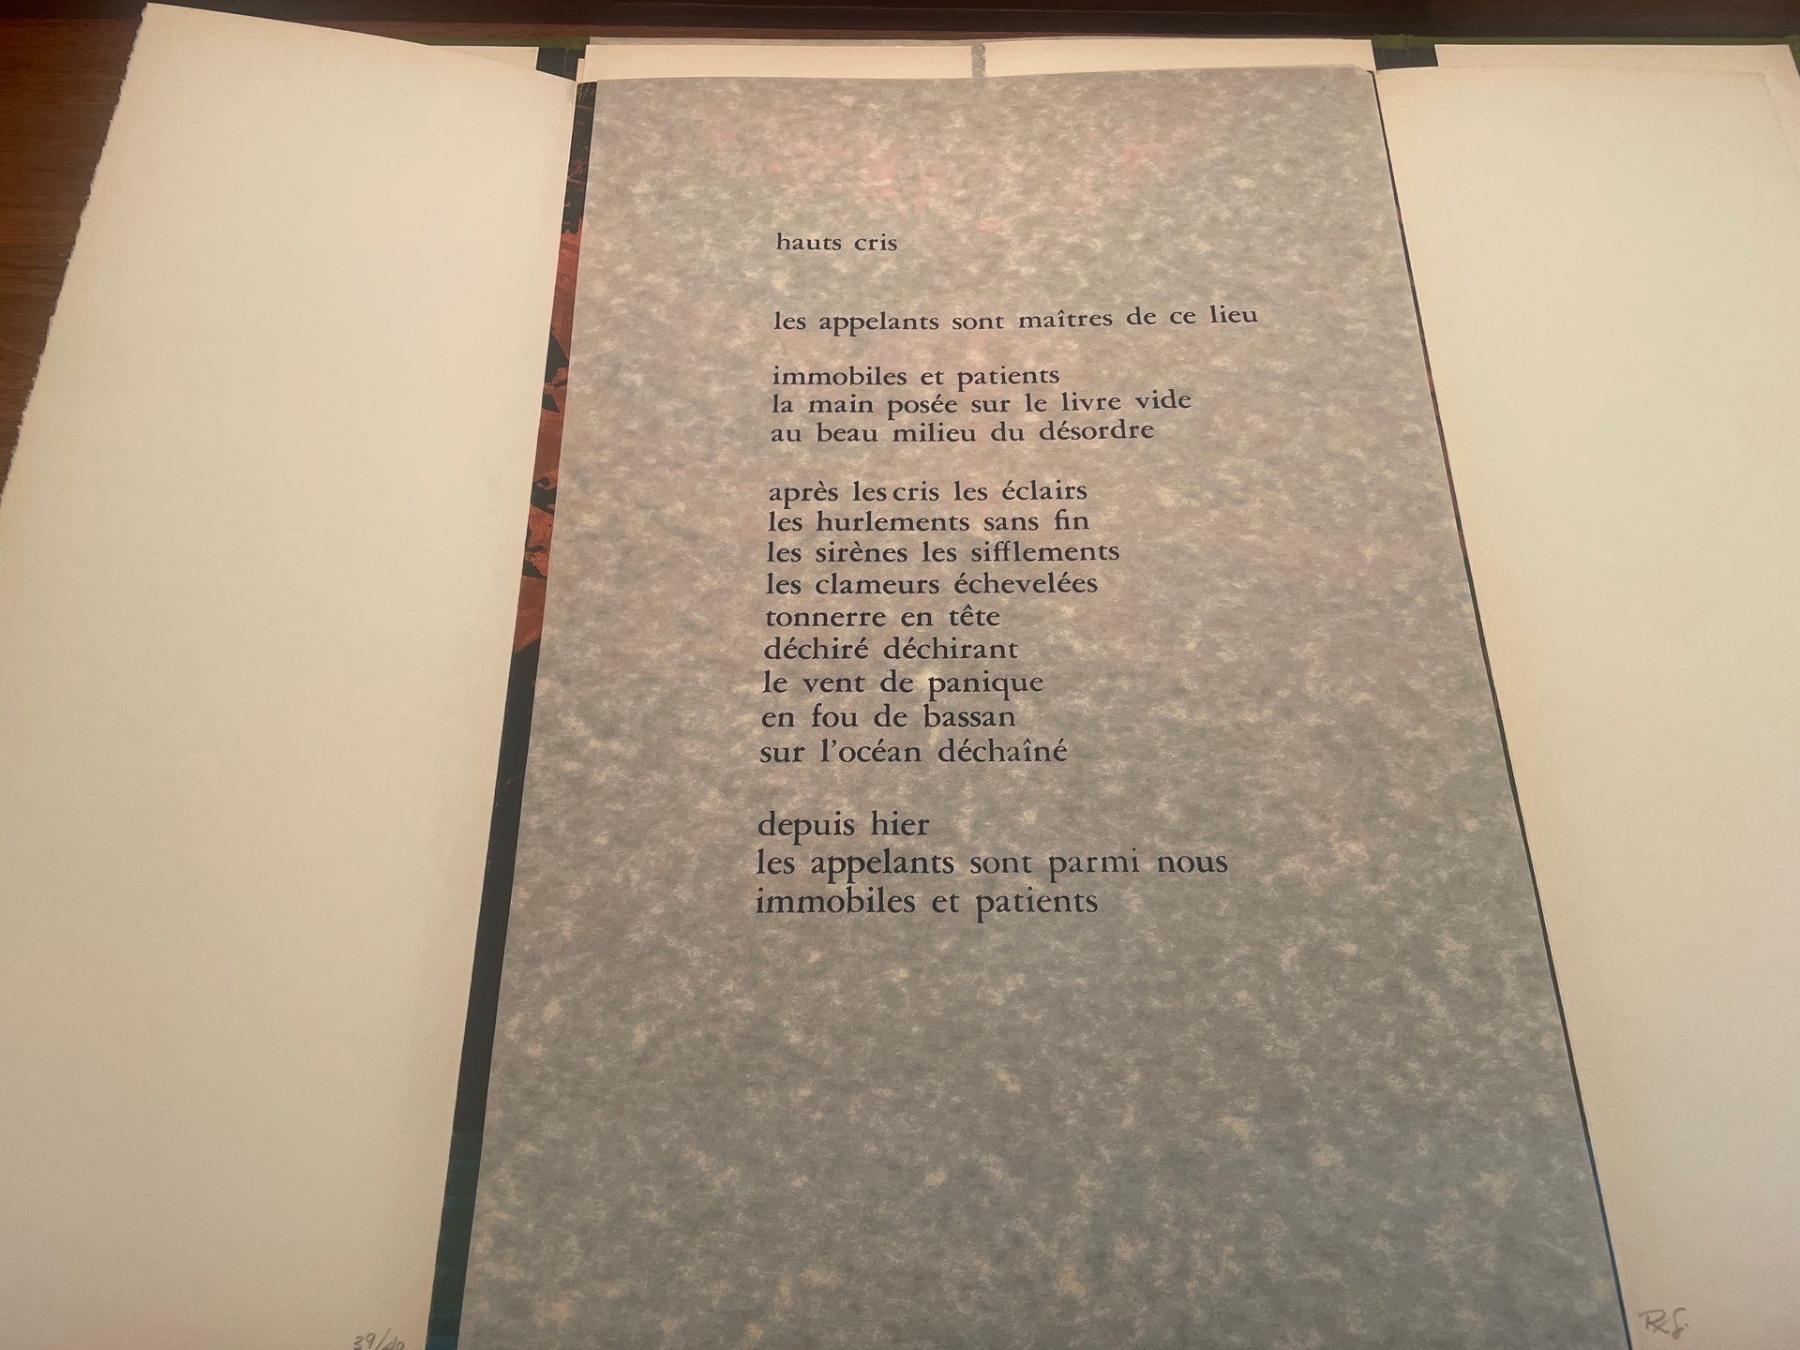 hauts cris
les appelants sont maîtres de ce lieu
immobiles et patients
la main posée sur le livre vide
au beau milieu du désordre
après les cris les éclairs
les hurlements sans fin
les sirènes les sifflements
les clameurs échevelées
tonnerre en tête
déchiré déchirant
le vent de panique
en fou de bassan
sur l'océan déchaîné
depuis hier
les appelants sont parmi nous
immobiles et patients